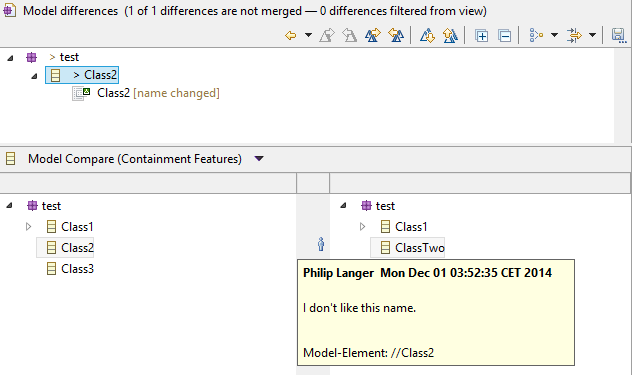 Model differences (1 of 1 differences are not merged — 0 differences filtered from view)
> test
> Class2
Class2 [name changed]
Model Compare (Containment Features)
test test
Class1 Class1
Class2 ClassTwo
Class3
Philip Langer Mon Dec 01 03:52:35 CET 2014
I don't like this name.
Model-Element: //Class2